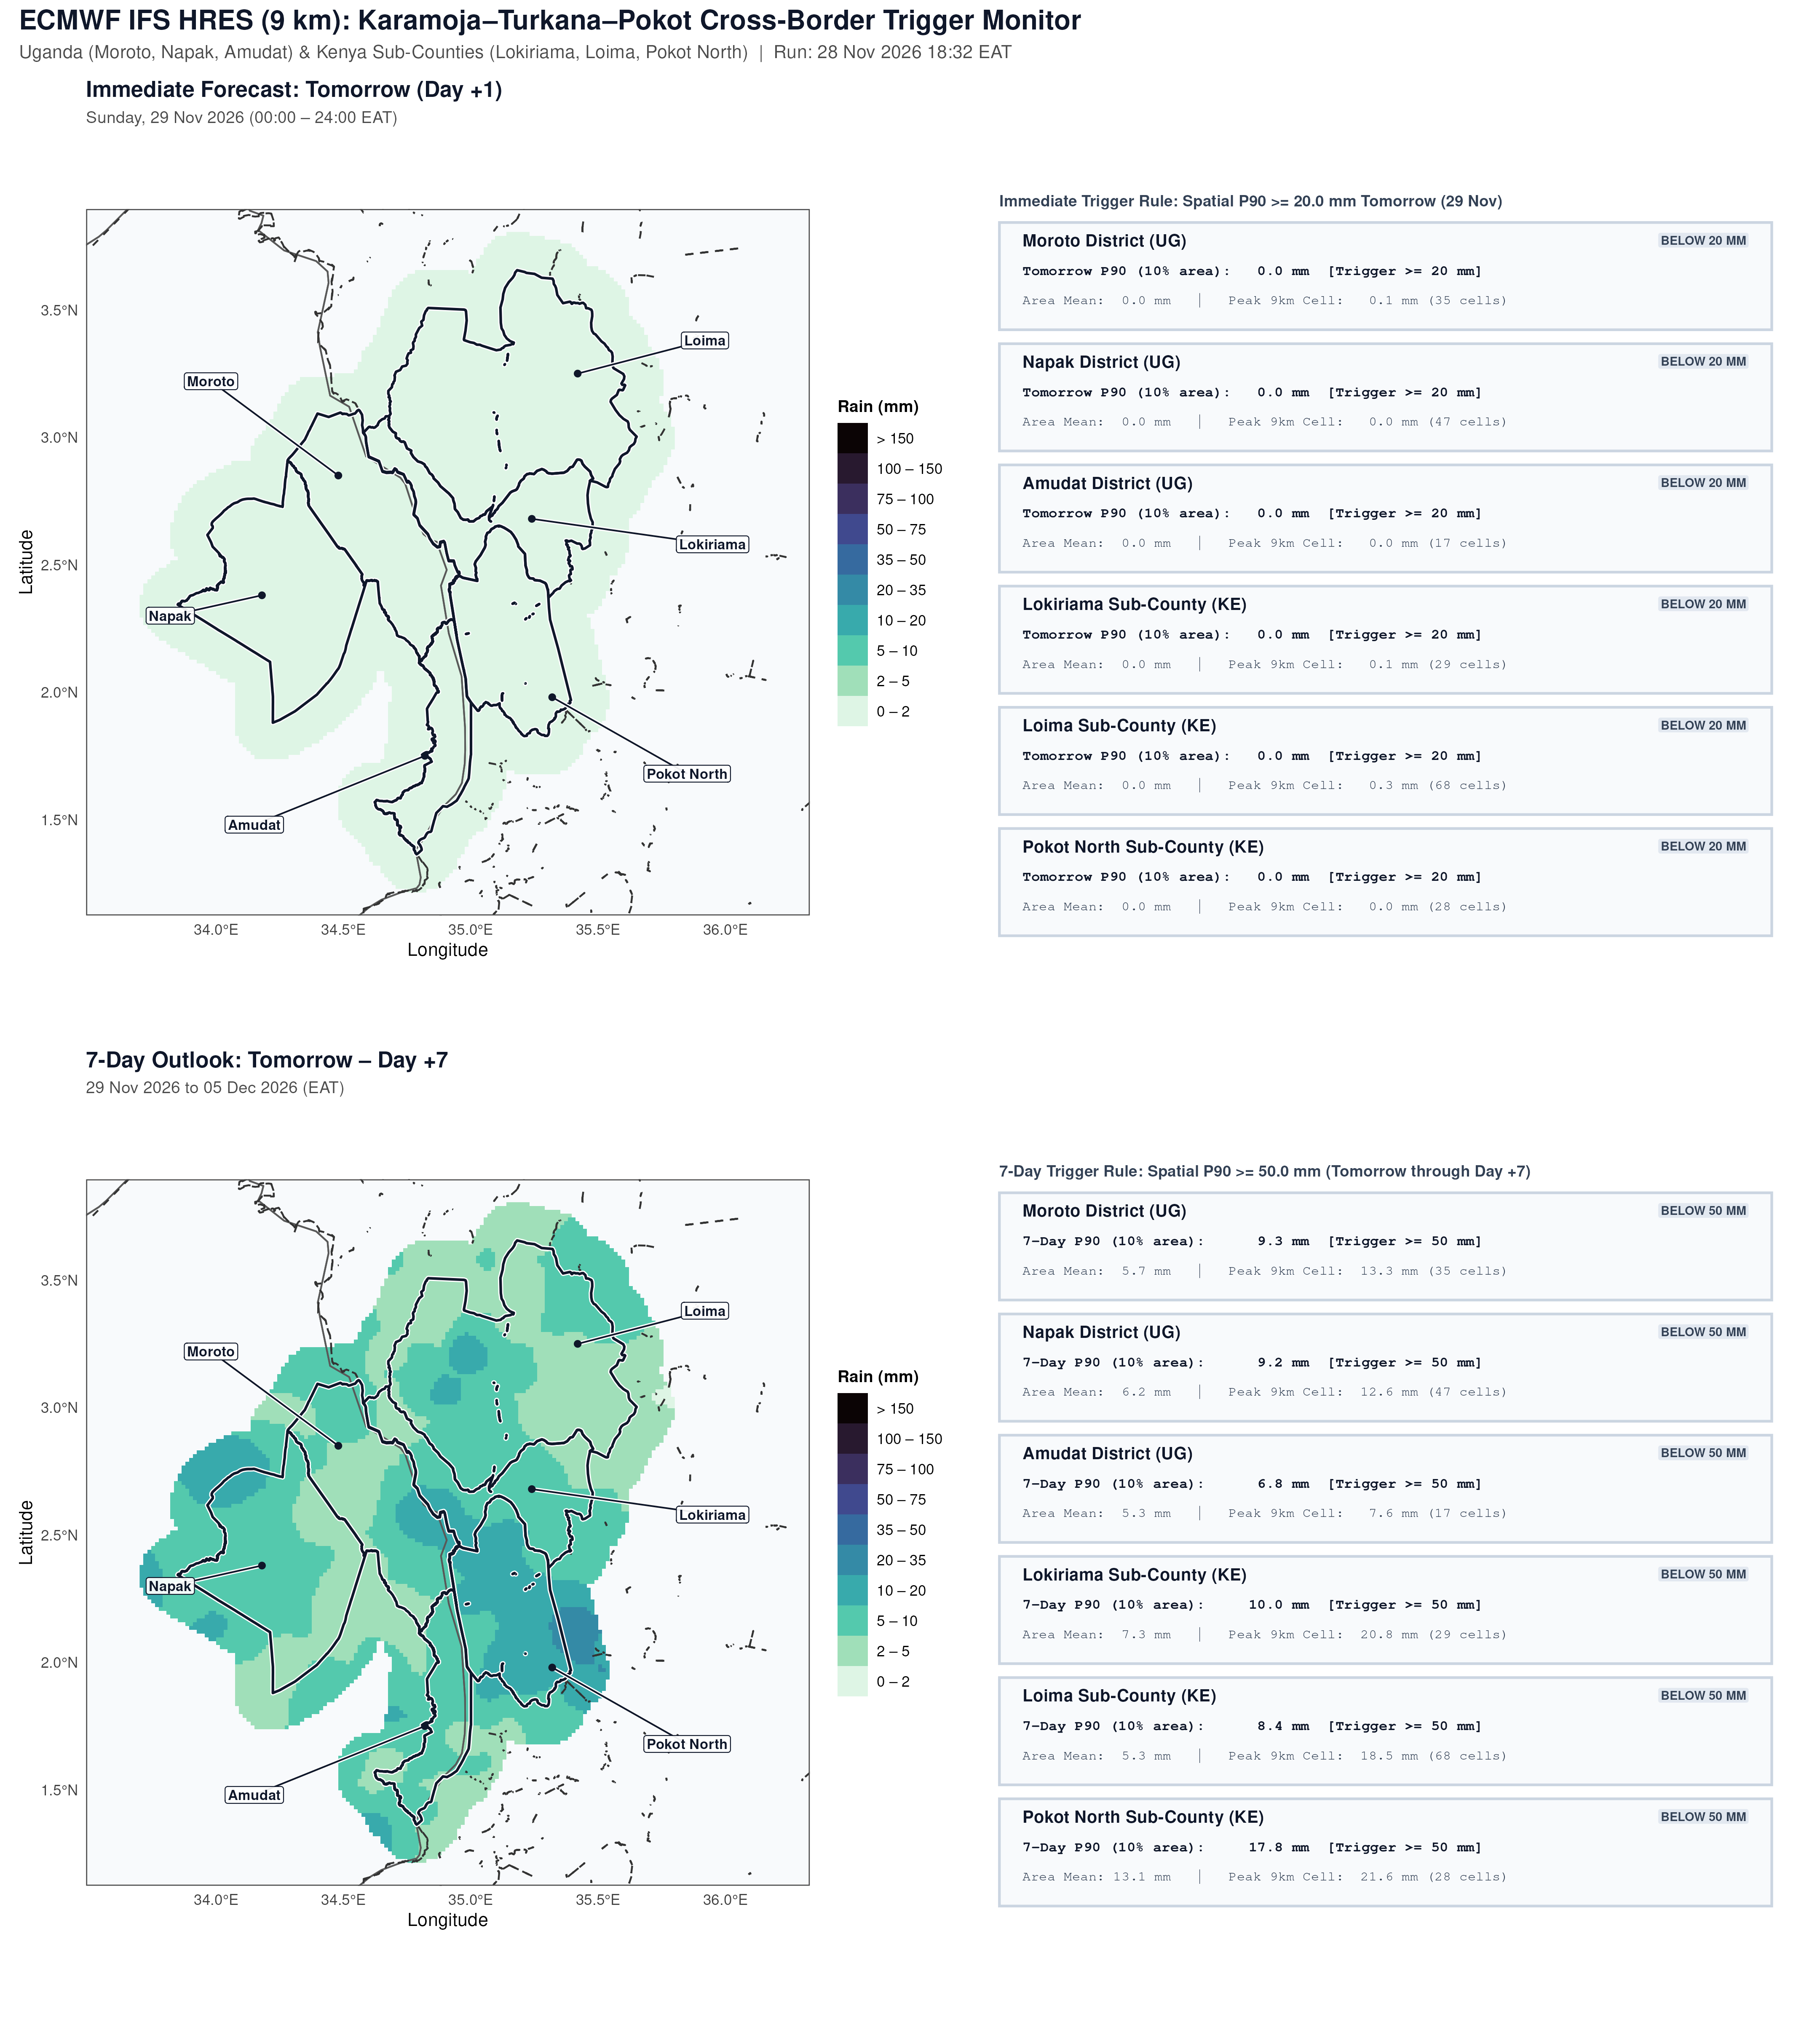 ECMWF IFS HRES (9 km): Karamoja–Turkana–Pokot Cross-Border Trigger Monitor
Uganda (Moroto, Napak, Amudat) & Kenya Sub-Counties (Lokiriama, Loima, Pokot North) | Run: 28 Nov 2026 18:32 EAT
Immediate Forecast: Tomorrow (Day +1)
Sunday, 29 Nov 2026 (00:00 – 24:00 EAT)
Latitude
3.5°N
3.0°N
2.5°N
2.0°N
1.5°N
Loima
Moroto
Lokiriama
Napak
Pokot North
Amudat
34.0°E 34.5°E 35.0°E 35.5°E 36.0°E
Longitude
Rain (mm)
> 150
100 – 150
75 – 100
50 – 75
35 – 50
20 – 35
10 – 20
5 – 10
2 – 5
0 – 2
Immediate Trigger Rule: Spatial P90 >= 20.0 mm Tomorrow (29 Nov)
Moroto District (UG) BELOW 20 MM
Tomorrow P90 (10% area): 0.0 mm [Trigger >= 20 mm]
Area Mean: 0.0 mm | Peak 9km Cell: 0.1 mm (35 cells)
Napak District (UG) BELOW 20 MM
Tomorrow P90 (10% area): 0.0 mm [Trigger >= 20 mm]
Area Mean: 0.0 mm | Peak 9km Cell: 0.0 mm (47 cells)
Amudat District (UG) BELOW 20 MM
Tomorrow P90 (10% area): 0.0 mm [Trigger >= 20 mm]
Area Mean: 0.0 mm | Peak 9km Cell: 0.0 mm (17 cells)
Lokiriama Sub-County (KE) BELOW 20 MM
Tomorrow P90 (10% area): 0.0 mm [Trigger >= 20 mm]
Area Mean: 0.0 mm | Peak 9km Cell: 0.1 mm (29 cells)
Loima Sub-County (KE) BELOW 20 MM
Tomorrow P90 (10% area): 0.0 mm [Trigger >= 20 mm]
Area Mean: 0.0 mm | Peak 9km Cell: 0.3 mm (68 cells)
Pokot North Sub-County (KE) BELOW 20 MM
Tomorrow P90 (10% area): 0.0 mm [Trigger >= 20 mm]
Area Mean: 0.0 mm | Peak 9km Cell: 0.0 mm (28 cells)
7-Day Outlook: Tomorrow – Day +7
29 Nov 2026 to 05 Dec 2026 (EAT)
Latitude
3.5°N
3.0°N
2.5°N
2.0°N
1.5°N
Loima
Moroto
Lokiriama
Napak
Pokot North
Amudat
34.0°E 34.5°E 35.0°E 35.5°E 36.0°E
Longitude
Rain (mm)
> 150
100 – 150
75 – 100
50 – 75
35 – 50
20 – 35
10 – 20
5 – 10
2 – 5
0 – 2
7-Day Trigger Rule: Spatial P90 >= 50.0 mm (Tomorrow through Day +7)
Moroto District (UG) BELOW 50 MM
7-Day P90 (10% area): 9.3 mm [Trigger >= 50 mm]
Area Mean: 5.7 mm | Peak 9km Cell: 13.3 mm (35 cells)
Napak District (UG) BELOW 50 MM
7-Day P90 (10% area): 9.2 mm [Trigger >= 50 mm]
Area Mean: 6.2 mm | Peak 9km Cell: 12.6 mm (47 cells)
Amudat District (UG) BELOW 50 MM
7-Day P90 (10% area): 6.8 mm [Trigger >= 50 mm]
Area Mean: 5.3 mm | Peak 9km Cell: 7.6 mm (17 cells)
Lokiriama Sub-County (KE) BELOW 50 MM
7-Day P90 (10% area): 10.0 mm [Trigger >= 50 mm]
Area Mean: 7.3 mm | Peak 9km Cell: 20.8 mm (29 cells)
Loima Sub-County (KE) BELOW 50 MM
7-Day P90 (10% area): 8.4 mm [Trigger >= 50 mm]
Area Mean: 5.3 mm | Peak 9km Cell: 18.5 mm (68 cells)
Pokot North Sub-County (KE) BELOW 50 MM
7-Day P90 (10% area): 17.8 mm [Trigger >= 50 mm]
Area Mean: 13.1 mm | Peak 9km Cell: 21.6 mm (28 cells)